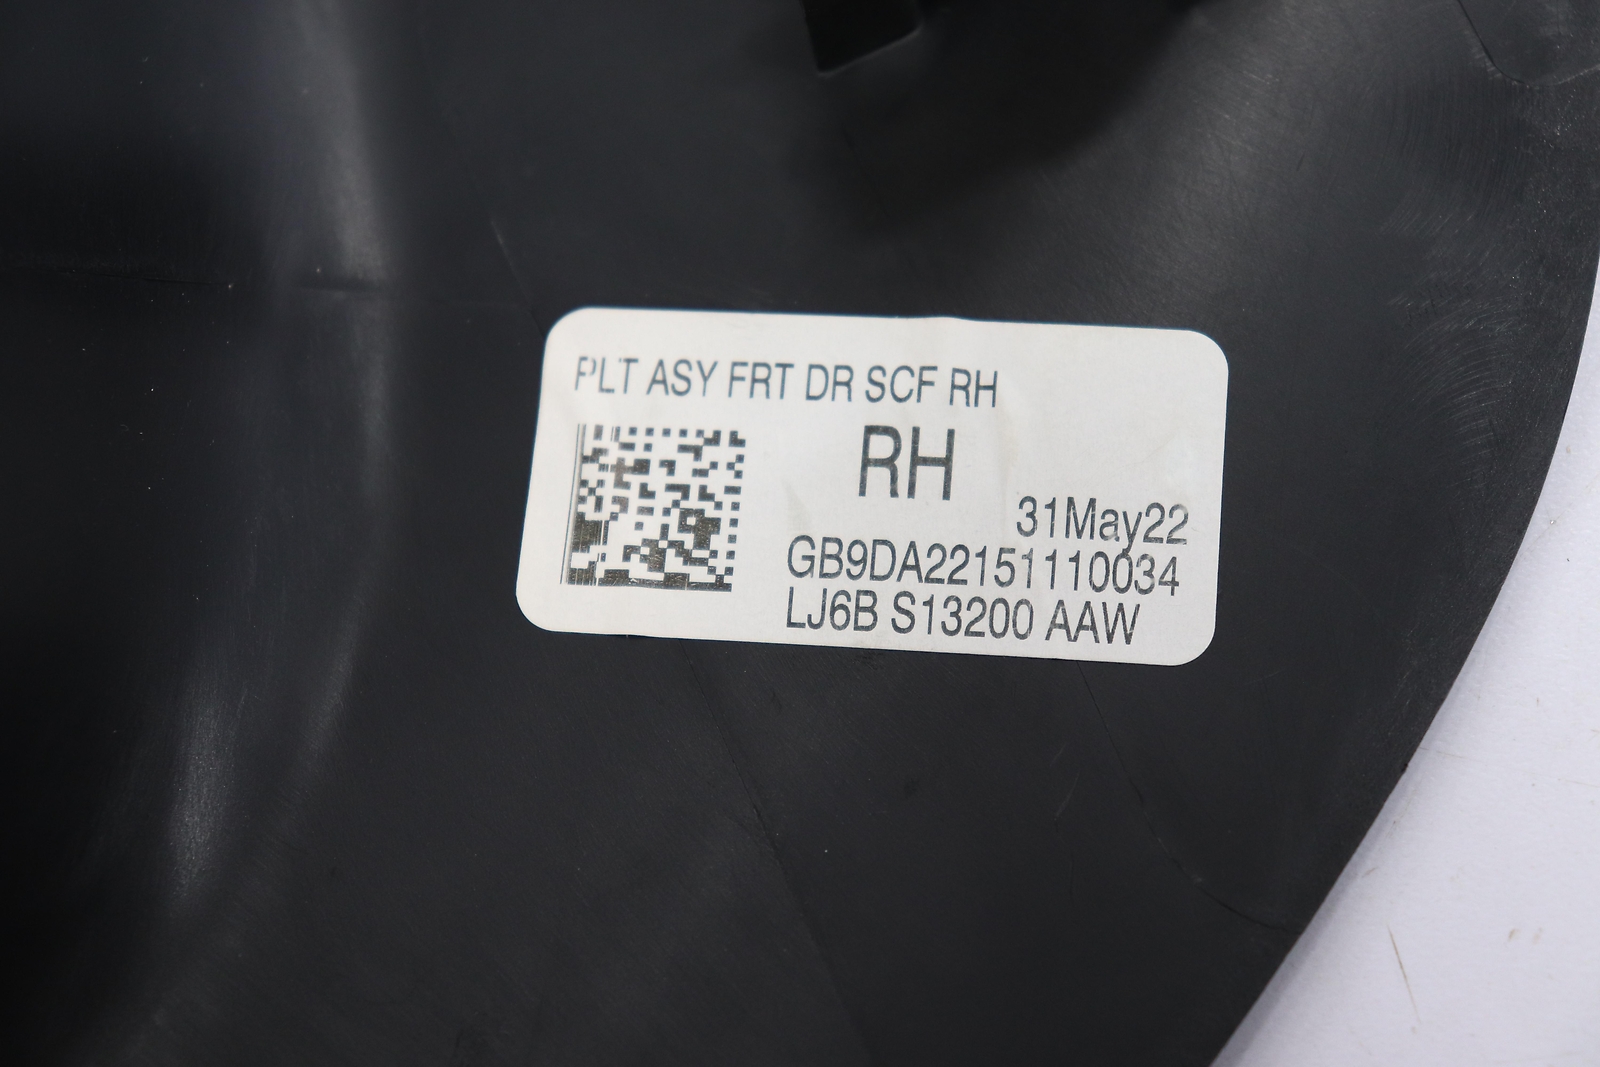 PLT ASY FRT DR SCF RH
RH
31May22
GB9DA22151110034
LJ6B S13200 AAW